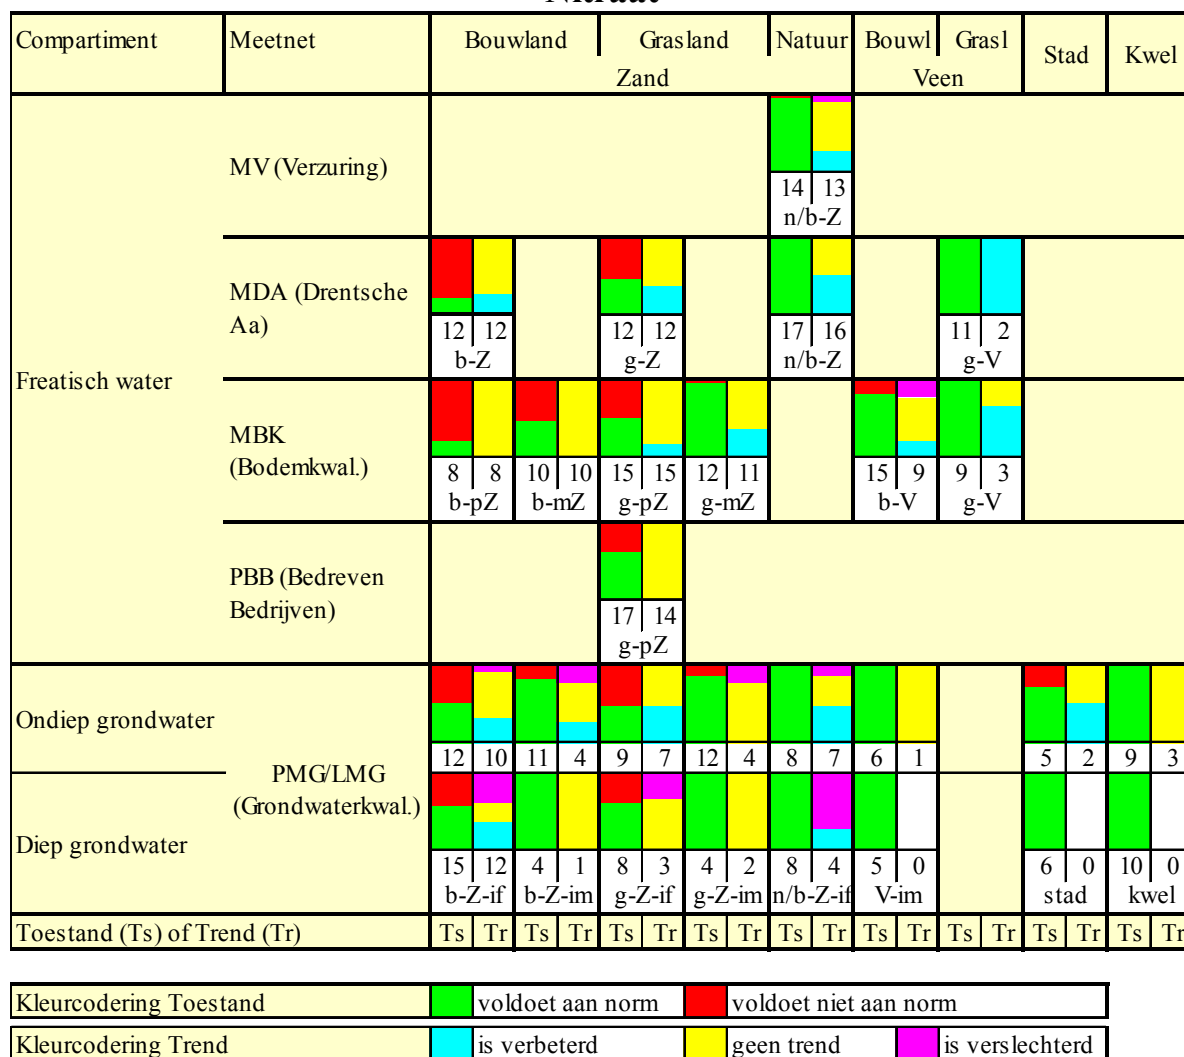 Compartiment Meetnet Bouwland Grasland Natuur Bouwl Grasl Stad Kwel
Zand Veen
MV (Verzuring)
14 13
n/b-Z
MDA (Drentsche
Aa)
12 12 12 12 17 16 11 2
b-Z g-Z n/b-Z g-V
Freatisch water
MBK
(Bodemkwal.)
8 8 10 10 15 15 12 11 15 9 9 3
b-pZ b-mZ g-pZ g-mZ b-V g-V
PBB (Bedreven
Bedrijven)
17 14
g-pZ
Ondiep grondwater
12 10 11 4 9 7 12 4 8 7 6 1 5 2 9 3
PMG/LMG
(Grondwaterkwal.)
Diep grondwater
15 12 4 1 8 3 4 2 8 4 5 0 6 0 10 0
b-Z-if b-Z-im g-Z-if g-Z-im n/b-Z-if V-im stad kwel
Toestand (Ts) of Trend (Tr) Ts Tr Ts Tr Ts Tr Ts Tr Ts Tr Ts Tr Ts Tr Ts Tr Ts Tr
Kleurcodering Toestand voldoet aan norm voldoet niet aan norm
Kleurcodering Trend is verbeterd geen trend is verslechterd